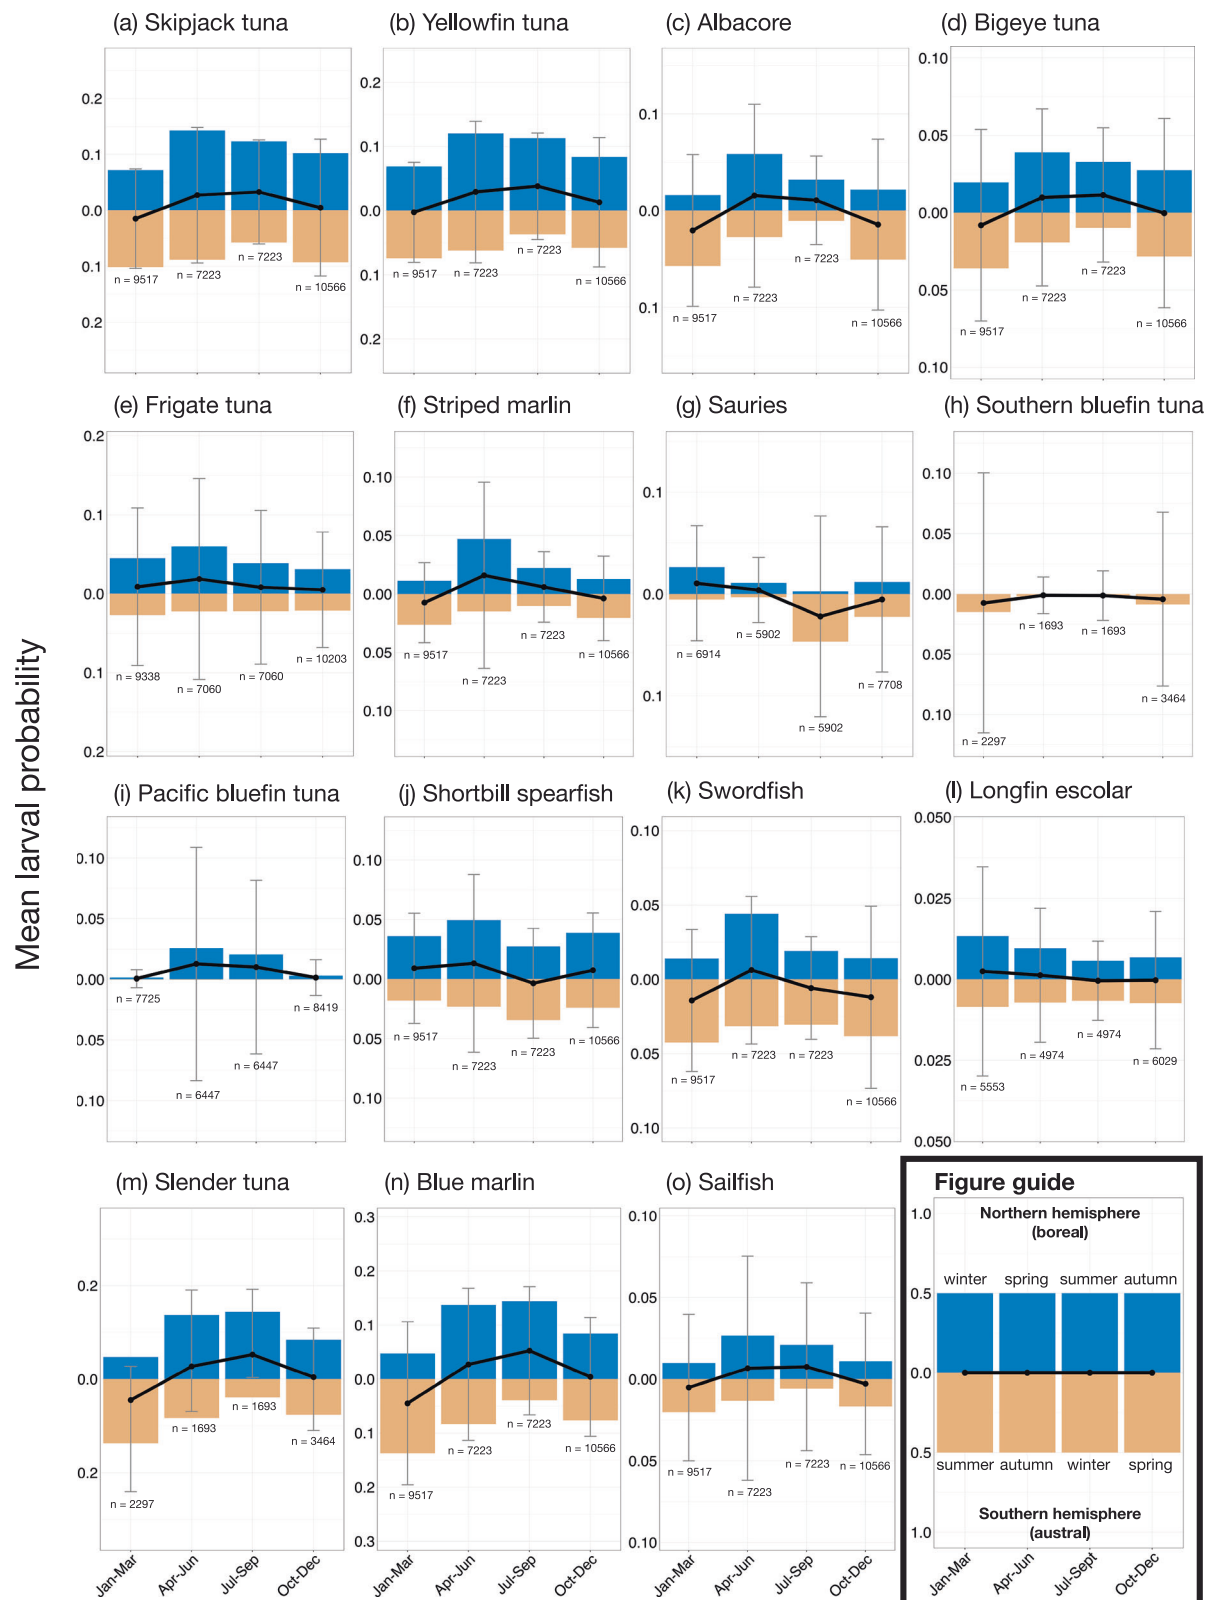 (a) Skipjack tuna
(b) Yellowfin tuna
(c) Albacore
(d) Bigeye tuna
0.2
0.1
0.0
0.1
0.2
n = 9517
n = 7223
n = 7223
n = 10566
0.2
0.1
0.0
0.1
0.2
n = 9517
n = 7223
n = 7223
n = 10566
0.1
0.0
0.1
n = 9517
n = 7223
n = 7223
n = 10566
0.10
0.05
0.00
0.05
0.10
n = 9517
n = 7223
n = 7223
n = 10566
(e) Frigate tuna
(f) Striped marlin
(g) Sauries
(h) Southern bluefin tuna
0.2
0.1
0.0
0.1
0.2
n = 9338
n = 7060
n = 7060
n = 10203
0.10
0.05
0.00
0.05
0.10
n = 9517
n = 7223
n = 7223
n = 10566
0.1
0.0
0.1
n = 6914
n = 5902
n = 5902
n = 7708
0.10
0.05
0.00
0.05
0.10
n = 2297
n = 1693
n = 1693
n = 3464
Mean larval probability
(i) Pacific bluefin tuna
(j) Shortbill spearfish
(k) Swordfish
(l) Longfin escolar
0.10
0.05
0.00
0.05
0.10
n = 7725
n = 6447
n = 6447
n = 8419
0.10
0.05
0.00
0.05
0.10
n = 9517
n = 7223
n = 7223
n = 10566
0.10
0.05
0.00
0.05
0.10
n = 9517
n = 7223
n = 7223
n = 10566
0.050
0.025
0.000
0.025
0.050
n = 5553
n = 4974
n = 4974
n = 6029
(m) Slender tuna
(n) Blue marlin
(o) Sailfish
0.2
0.0
0.2
n = 2297
n = 1693
n = 1693
n = 3464
Jan-Mar
Apr-Jun
Jul-Sep
Oct-Dec
0.3
0.2
0.1
0.0
0.1
0.2
0.3
n = 9517
n = 7223
n = 7223
n = 10566
Jan-Mar
Apr-Jun
Jul-Sep
Oct-Dec
0.10
0.05
0.00
0.05
0.10
n = 9517
n = 7223
n = 7223
n = 10566
Jan-Mar
Apr-Jun
Jul-Sep
Oct-Dec
Figure guide
Northern hemisphere
(boreal)
winter spring summer autumn
1.0
0.5
0.0
0.5
1.0
summer autumn winter spring
Southern hemisphere
(austral)
Jan-Mar
Apr-Jun
Jul-Sept
Oct-Dec